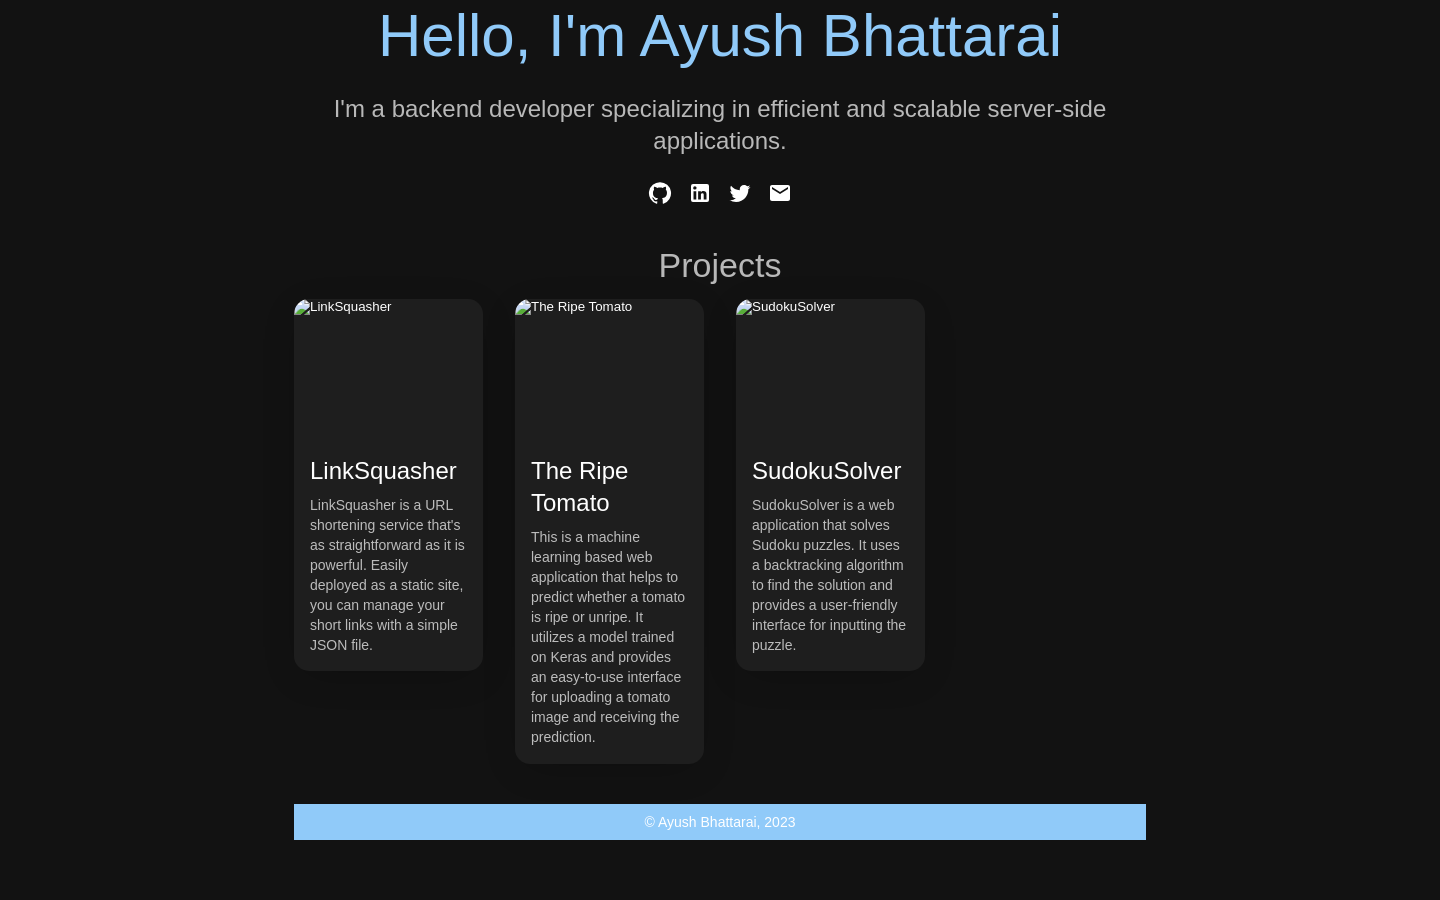 Hello, I'm Ayush Bhattarai
I'm a backend developer specializing in efficient and scalable server-side
applications.
Projects
LinkSquasher
LinkSquasher
LinkSquasher is a URL
shortening service that's
as straightforward as it is
powerful. Easily
deployed as a static site,
you can manage your
short links with a simple
JSON file.
The Ripe Tomato
The Ripe
Tomato
This is a machine
learning based web
application that helps to
predict whether a tomato
is ripe or unripe. It
utilizes a model trained
on Keras and provides
an easy-to-use interface
for uploading a tomato
image and receiving the
prediction.
SudokuSolver
SudokuSolver
SudokuSolver is a web
application that solves
Sudoku puzzles. It uses
a backtracking algorithm
to find the solution and
provides a user-friendly
interface for inputting the
puzzle.
© Ayush Bhattarai, 2023